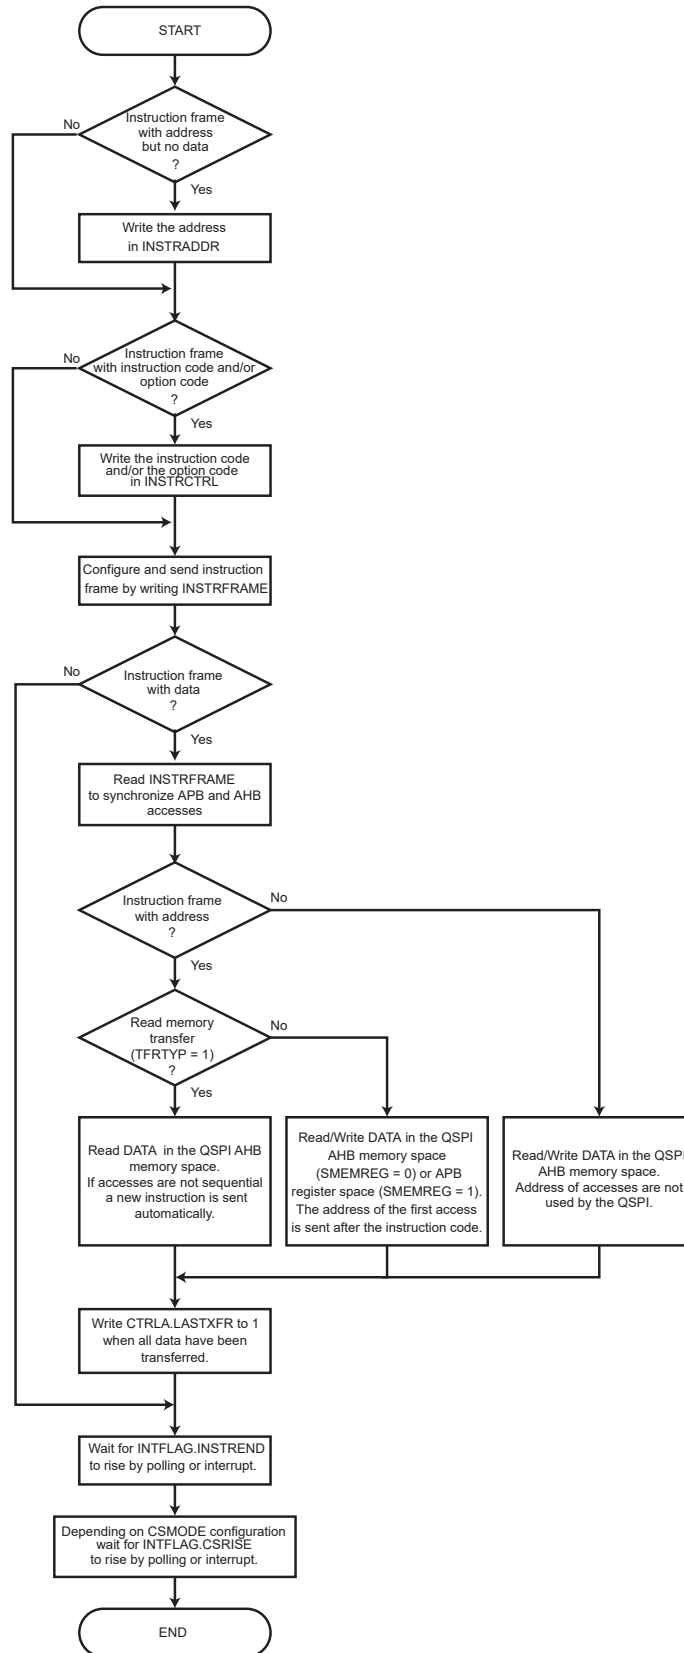 START
Instruction frame
with address
but no data
?
No
Yes
Write the address
in INSTRADDR
Instruction frame
with instruction code and/or
option code
?
No
Yes
Write the instruction code
and/or the option code
in INSTRCTRL
Configure and send instruction
frame by writing INSTRFRAME
Instruction frame
with data
?
No
Yes
Read INSTRFRAME
to synchronize APB and AHB
accesses
Instruction frame
with address
?
No
Yes
Read memory
transfer
(TFRTYP = 1)
?
No
Yes
Read DATA in the QSPI AHB
memory space.
If accesses are not sequential
a new instruction is sent
automatically.
Read/Write DATA in the QSPI
AHB memory space
(SMEMREG = 0) or APB
register space (SMEMREG = 1).
The address of the first access
is sent after the instruction code.
Read/Write DATA in the QSPI
AHB memory space.
Address of accesses are not
used by the QSPI.
Write CTRLA.LASTXFR to 1
when all data have been
transferred.
Wait for INTFLAG.INSTREND
to rise by polling or interrupt.
Depending on CSMODE configuration
wait for INTFLAG.CSRISE
to rise by polling or interrupt.
END